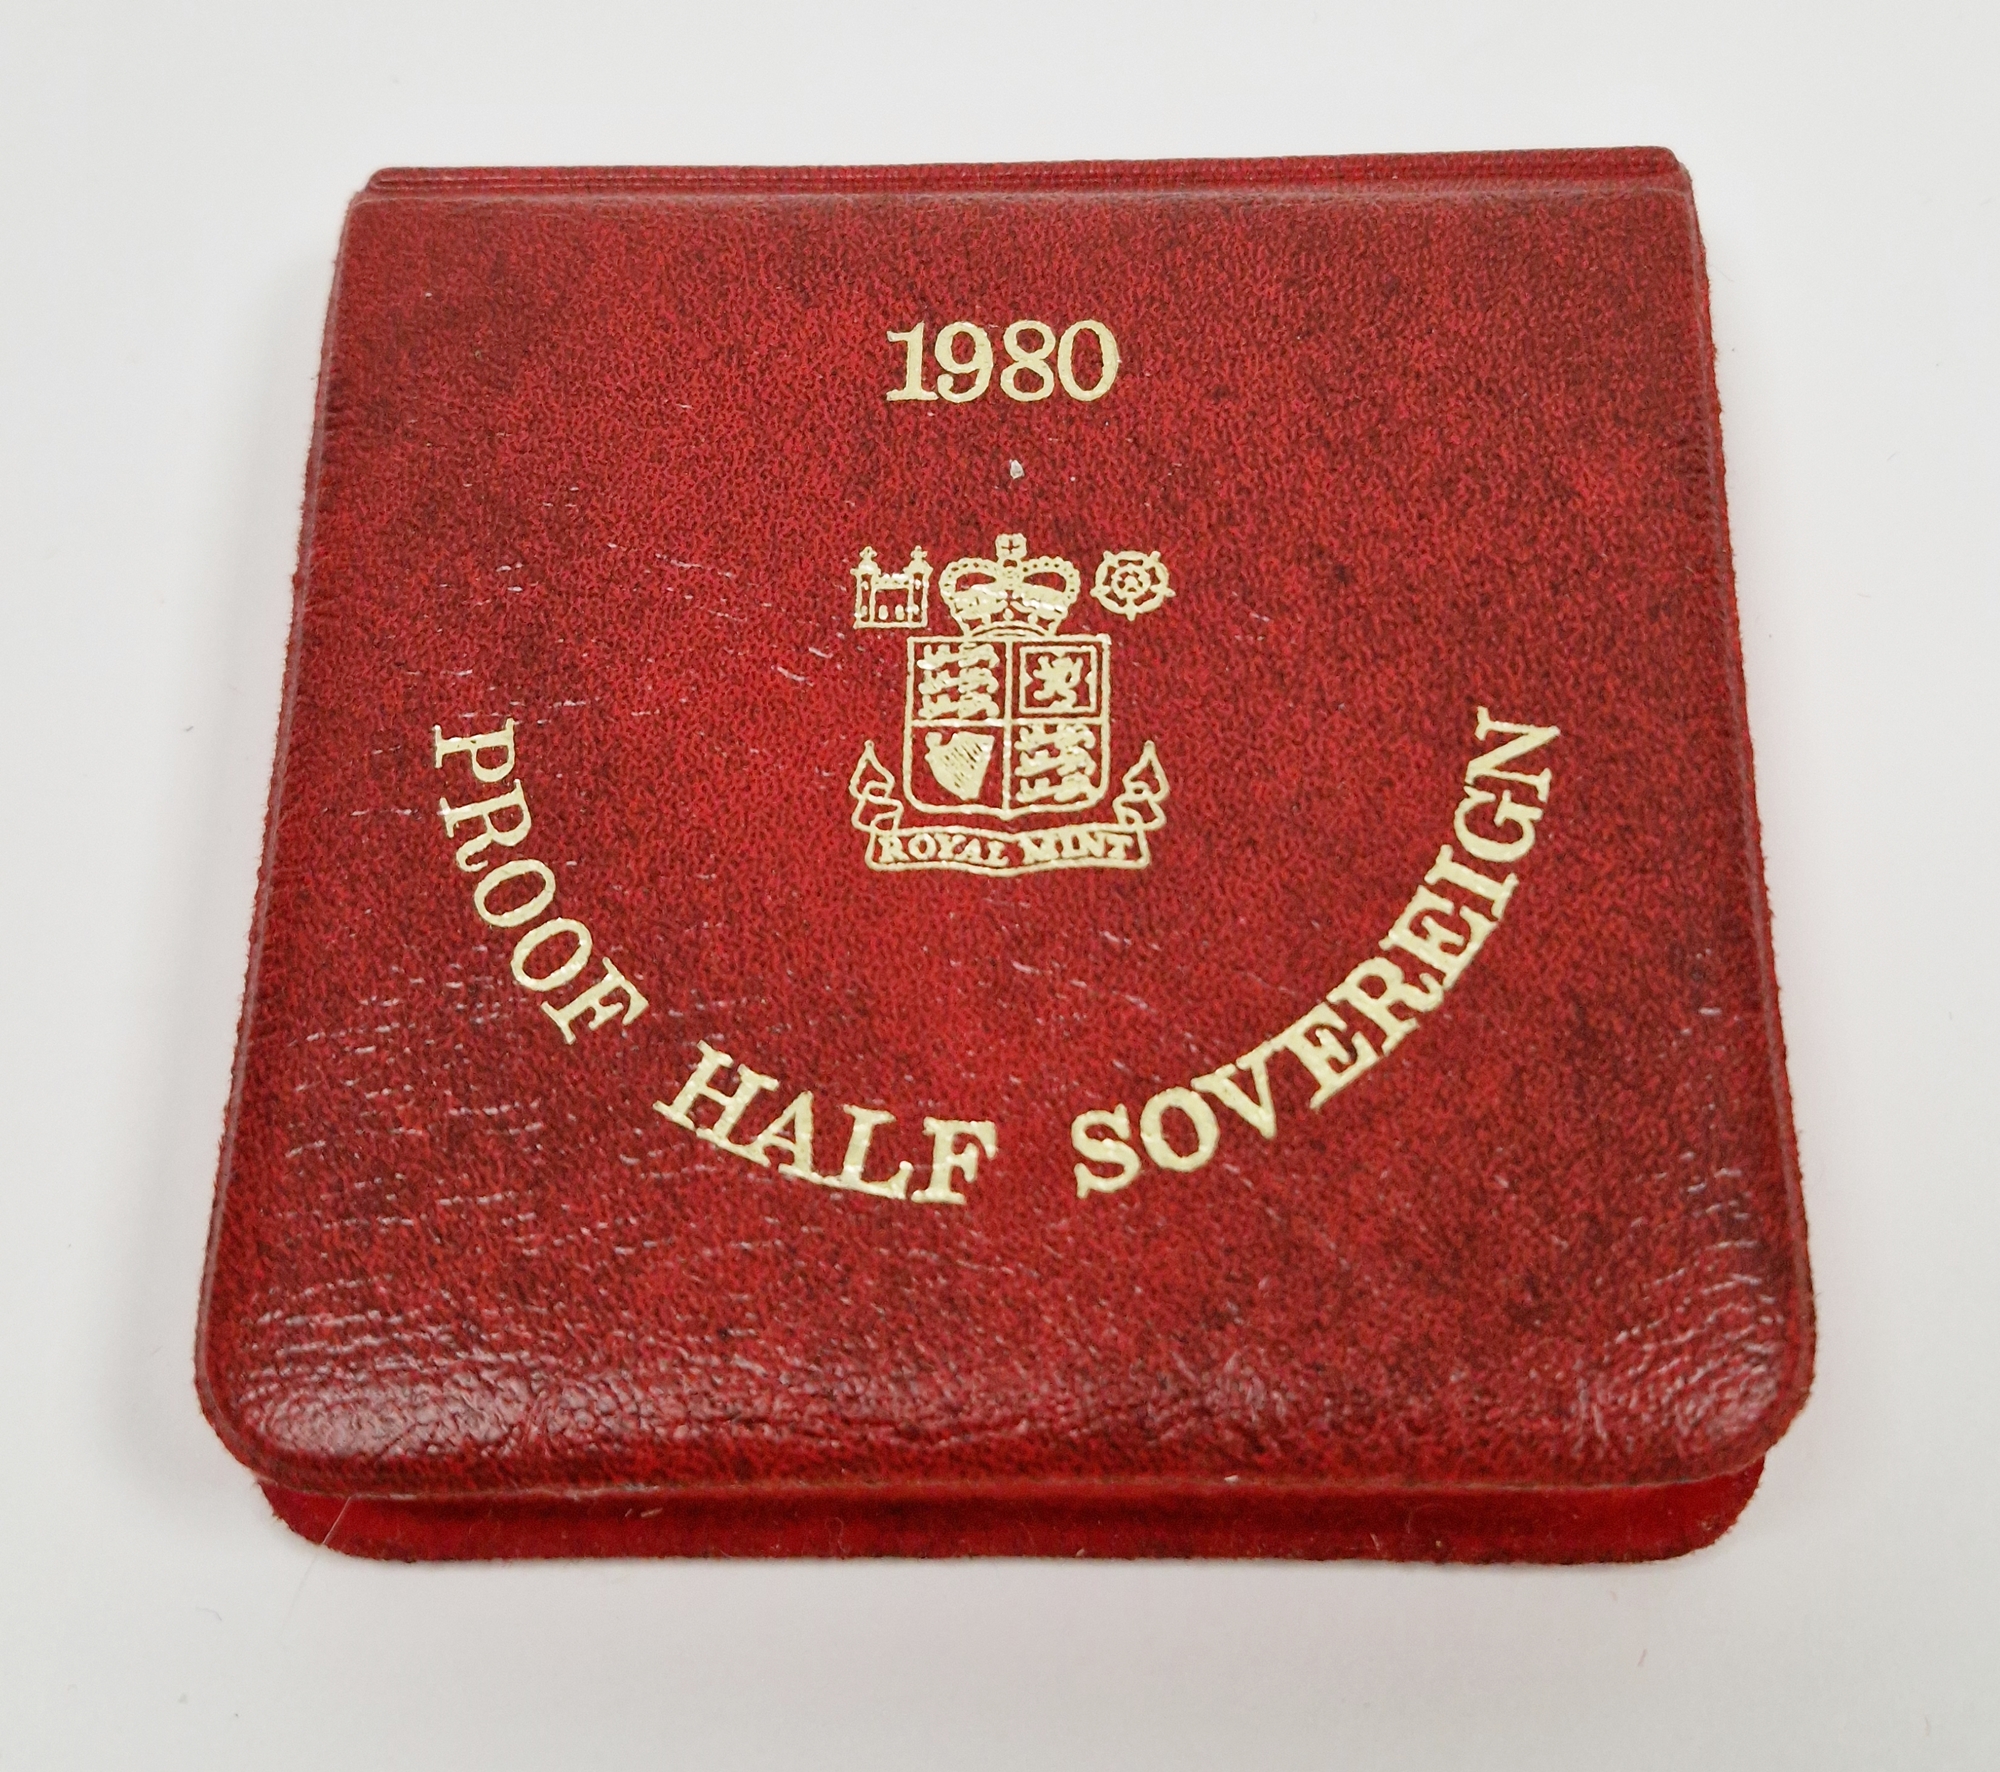 1980
ROYAL MINT
PROOF HALF SOVEREIGN